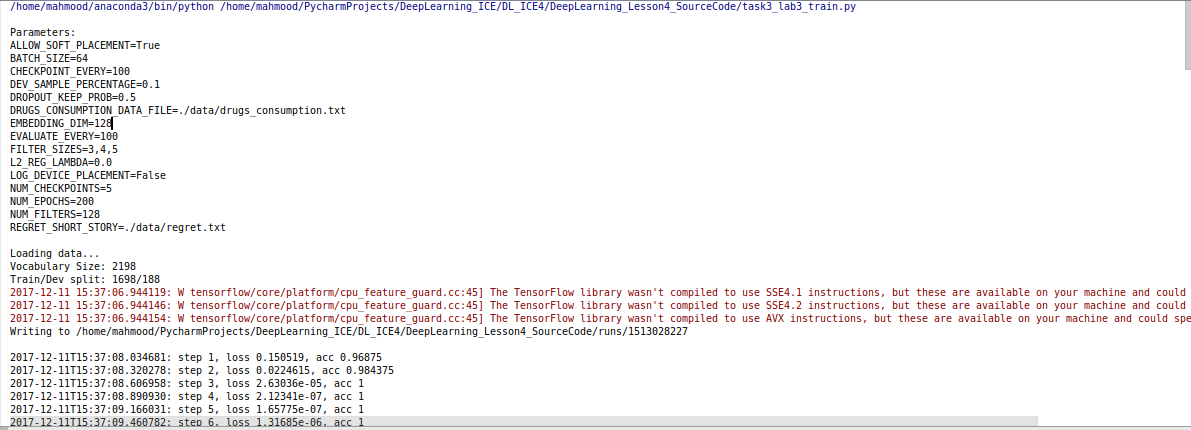 /home/mahmood/anaconda3/bin/python /home/mahmood/PycharmProjects/DeepLearning_ICE/DL_ICE4/DeepLearning_Lesson4_SourceCode/task3_lab3_train.py
Parameters:
ALLOW_SOFT_PLACEMENT=True
BATCH_SIZE=64
CHECKPOINT_EVERY=100
DEV_SAMPLE_PERCENTAGE=0.1
DROPOUT_KEEP_PROB=0.5
DRUGS_CONSUMPTION_DATA_FILE=./data/drugs_consumption.txt
EMBEDDING_DIM=128
EVALUATE_EVERY=100
FILTER_SIZES=3,4,5
L2_REG_LAMBDA=0.0
LOG_DEVICE_PLACEMENT=False
NUM_CHECKPOINTS=5
NUM_EPOCHS=200
NUM_FILTERS=128
REGRET_SHORT_STORY=./data/regret.txt
Loading data...
Vocabulary Size: 2198
Train/Dev split: 1698/188
2017-12-11 15:37:06.944119: W tensorflow/core/platform/cpu_feature_guard.cc:45] The TensorFlow library wasn't compiled to use SSE4.1 instructions, but these are available on your machine and could
2017-12-11 15:37:06.944146: W tensorflow/core/platform/cpu_feature_guard.cc:45] The TensorFlow library wasn't compiled to use SSE4.2 instructions, but these are available on your machine and could
2017-12-11 15:37:06.944154: W tensorflow/core/platform/cpu_feature_guard.cc:45] The TensorFlow library wasn't compiled to use AVX instructions, but these are available on your machine and could spe
Writing to /home/mahmood/PycharmProjects/DeepLearning_ICE/DL_ICE4/DeepLearning_Lesson4_SourceCode/runs/1513028227
2017-12-11T15:37:08.034681: step 1, loss 0.150519, acc 0.96875
2017-12-11T15:37:08.320278: step 2, loss 0.0224615, acc 0.984375
2017-12-11T15:37:08.606958: step 3, loss 2.63036e-05, acc 1
2017-12-11T15:37:08.890930: step 4, loss 2.12341e-07, acc 1
2017-12-11T15:37:09.166031: step 5, loss 1.65775e-07, acc 1
2017-12-11T15:37:09.460782: step 6, loss 1.31685e-06, acc 1